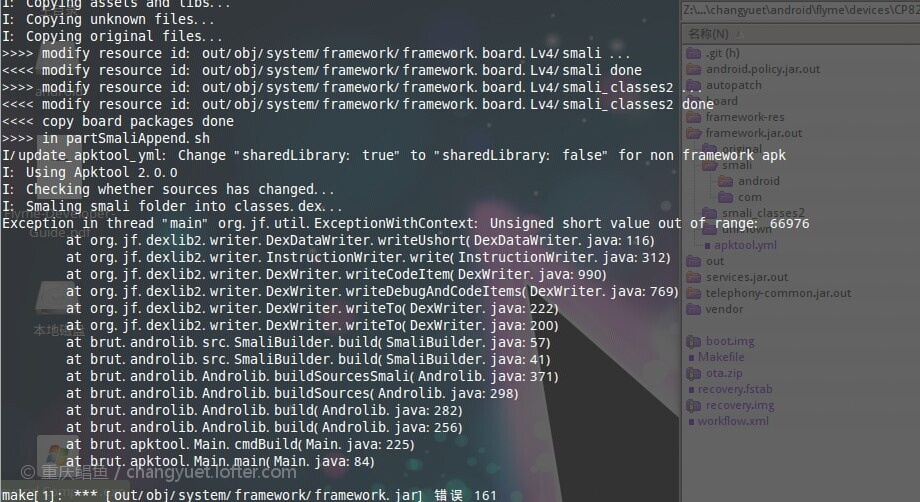 I: Copying assets and libs...
I: Copying unknown files...
I: Copying original files...
>>>> modify resource id: out/obj/system/framework/framework.board.Lv4/smali ...
<<<< modify resource id: out/obj/system/framework/framework.board.Lv4/smali done
>>>> modify resource id: out/obj/system/framework/framework.board.Lv4/smali_classes2 ...
<<<< modify resource id: out/obj/system/framework/framework.board.Lv4/smali_classes2 done
<<<< copy board packages done
>>>> in partSmaliAppend.sh
I/update_apktool_yml: Change "sharedLibrary: true" to "sharedLibrary: false" for non framework apk
I: Using Apktool 2.0.0
I: Checking whether sources has changed...
I: Smaling smali folder into classes.dex...
Exception in thread "main" org.jf.util.ExceptionWithContext: Unsigned short value out of range: 66976
at org.jf.dexlib2.writer.DexDataWriter.writeUshort(DexDataWriter.java:116)
at org.jf.dexlib2.writer.InstructionWriter.write(InstructionWriter.java:312)
at org.jf.dexlib2.writer.DexWriter.writeCodeItem(DexWriter.java:990)
at org.jf.dexlib2.writer.DexWriter.writeDebugAndCodeItems(DexWriter.java:769)
at org.jf.dexlib2.writer.DexWriter.writeTo(DexWriter.java:222)
at org.jf.dexlib2.writer.DexWriter.writeTo(DexWriter.java:200)
at brut.androlib.src.SmaliBuilder.build(SmaliBuilder.java:57)
at brut.androlib.src.SmaliBuilder.build(SmaliBuilder.java:41)
at brut.androlib.Androlib.buildSourcesSmali(Androlib.java:371)
at brut.androlib.Androlib.buildSources(Androlib.java:298)
at brut.androlib.Androlib.build(Androlib.java:282)
at brut.androlib.Androlib.build(Androlib.java:256)
at brut.apktool.Main.cmdBuild(Main.java:225)
at brut.apktool.Main.main(Main.java:84)
make[1]: *** [out/obj/system/framework/framework.jar] 错误 161
Guide.pdf
本地磁盘
© 重庆鲳鱼 / changyuet.lofter.com
Z:\...\changyuet\android\flyme\devices\CP82
名称(N)
.git (h)
android.policy.jar.out
autopatch
board
framework-res
framework.jar.out
original
smali
android
com
smali_classes2
unknown
apktool.yml
out
services.jar.out
telephony-common.jar.out
vendor
boot.img
Makefile
ota.zip
recovery.fstab
recovery.img
workflow.xml